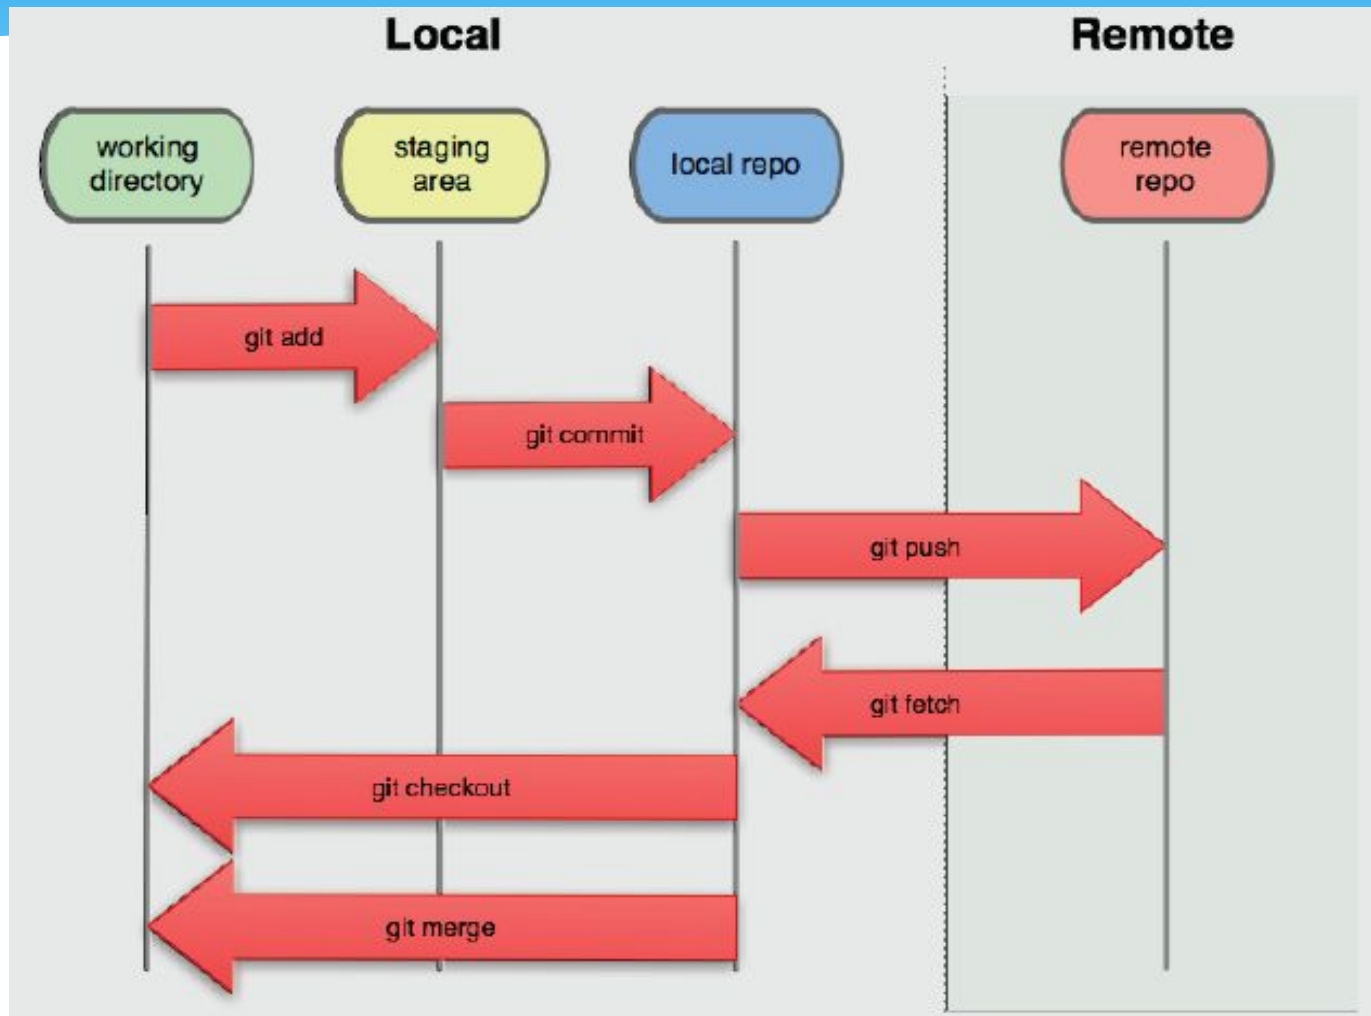 Local
Remote
working
directory
staging
area
local repo
remote
repo
git add
git commit
git push
git fetch
git checkout
git merge